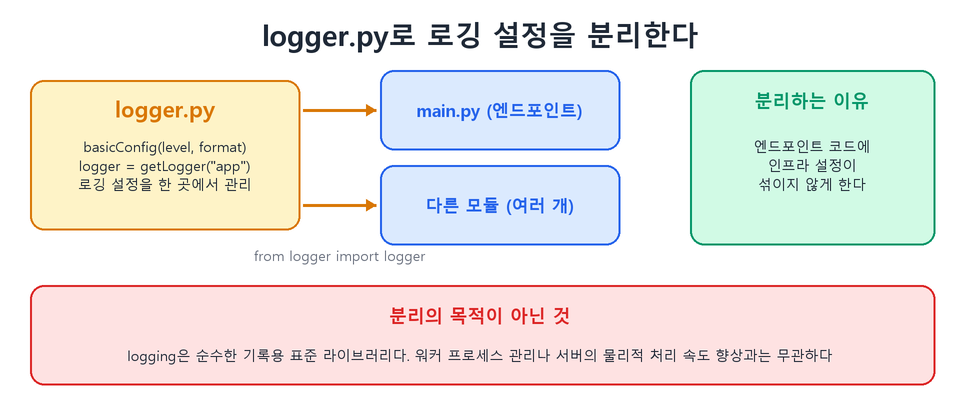 logger.py로 로깅 설정을 분리한다
logger.py
basicConfig(level, format)
logger = getLogger("app")
로깅 설정을 한 곳에서 관리
main.py (엔드포인트)
다른 모듈 (여러 개)
from logger import logger
분리하는 이유
엔드포인트 코드에
인프라 설정이
섞이지 않게 한다
분리의 목적이 아닌 것
logging은 순수한 기록용 표준 라이브러리다. 워커 프로세스 관리나 서버의 물리적 처리 속도 향상과는 무관하다